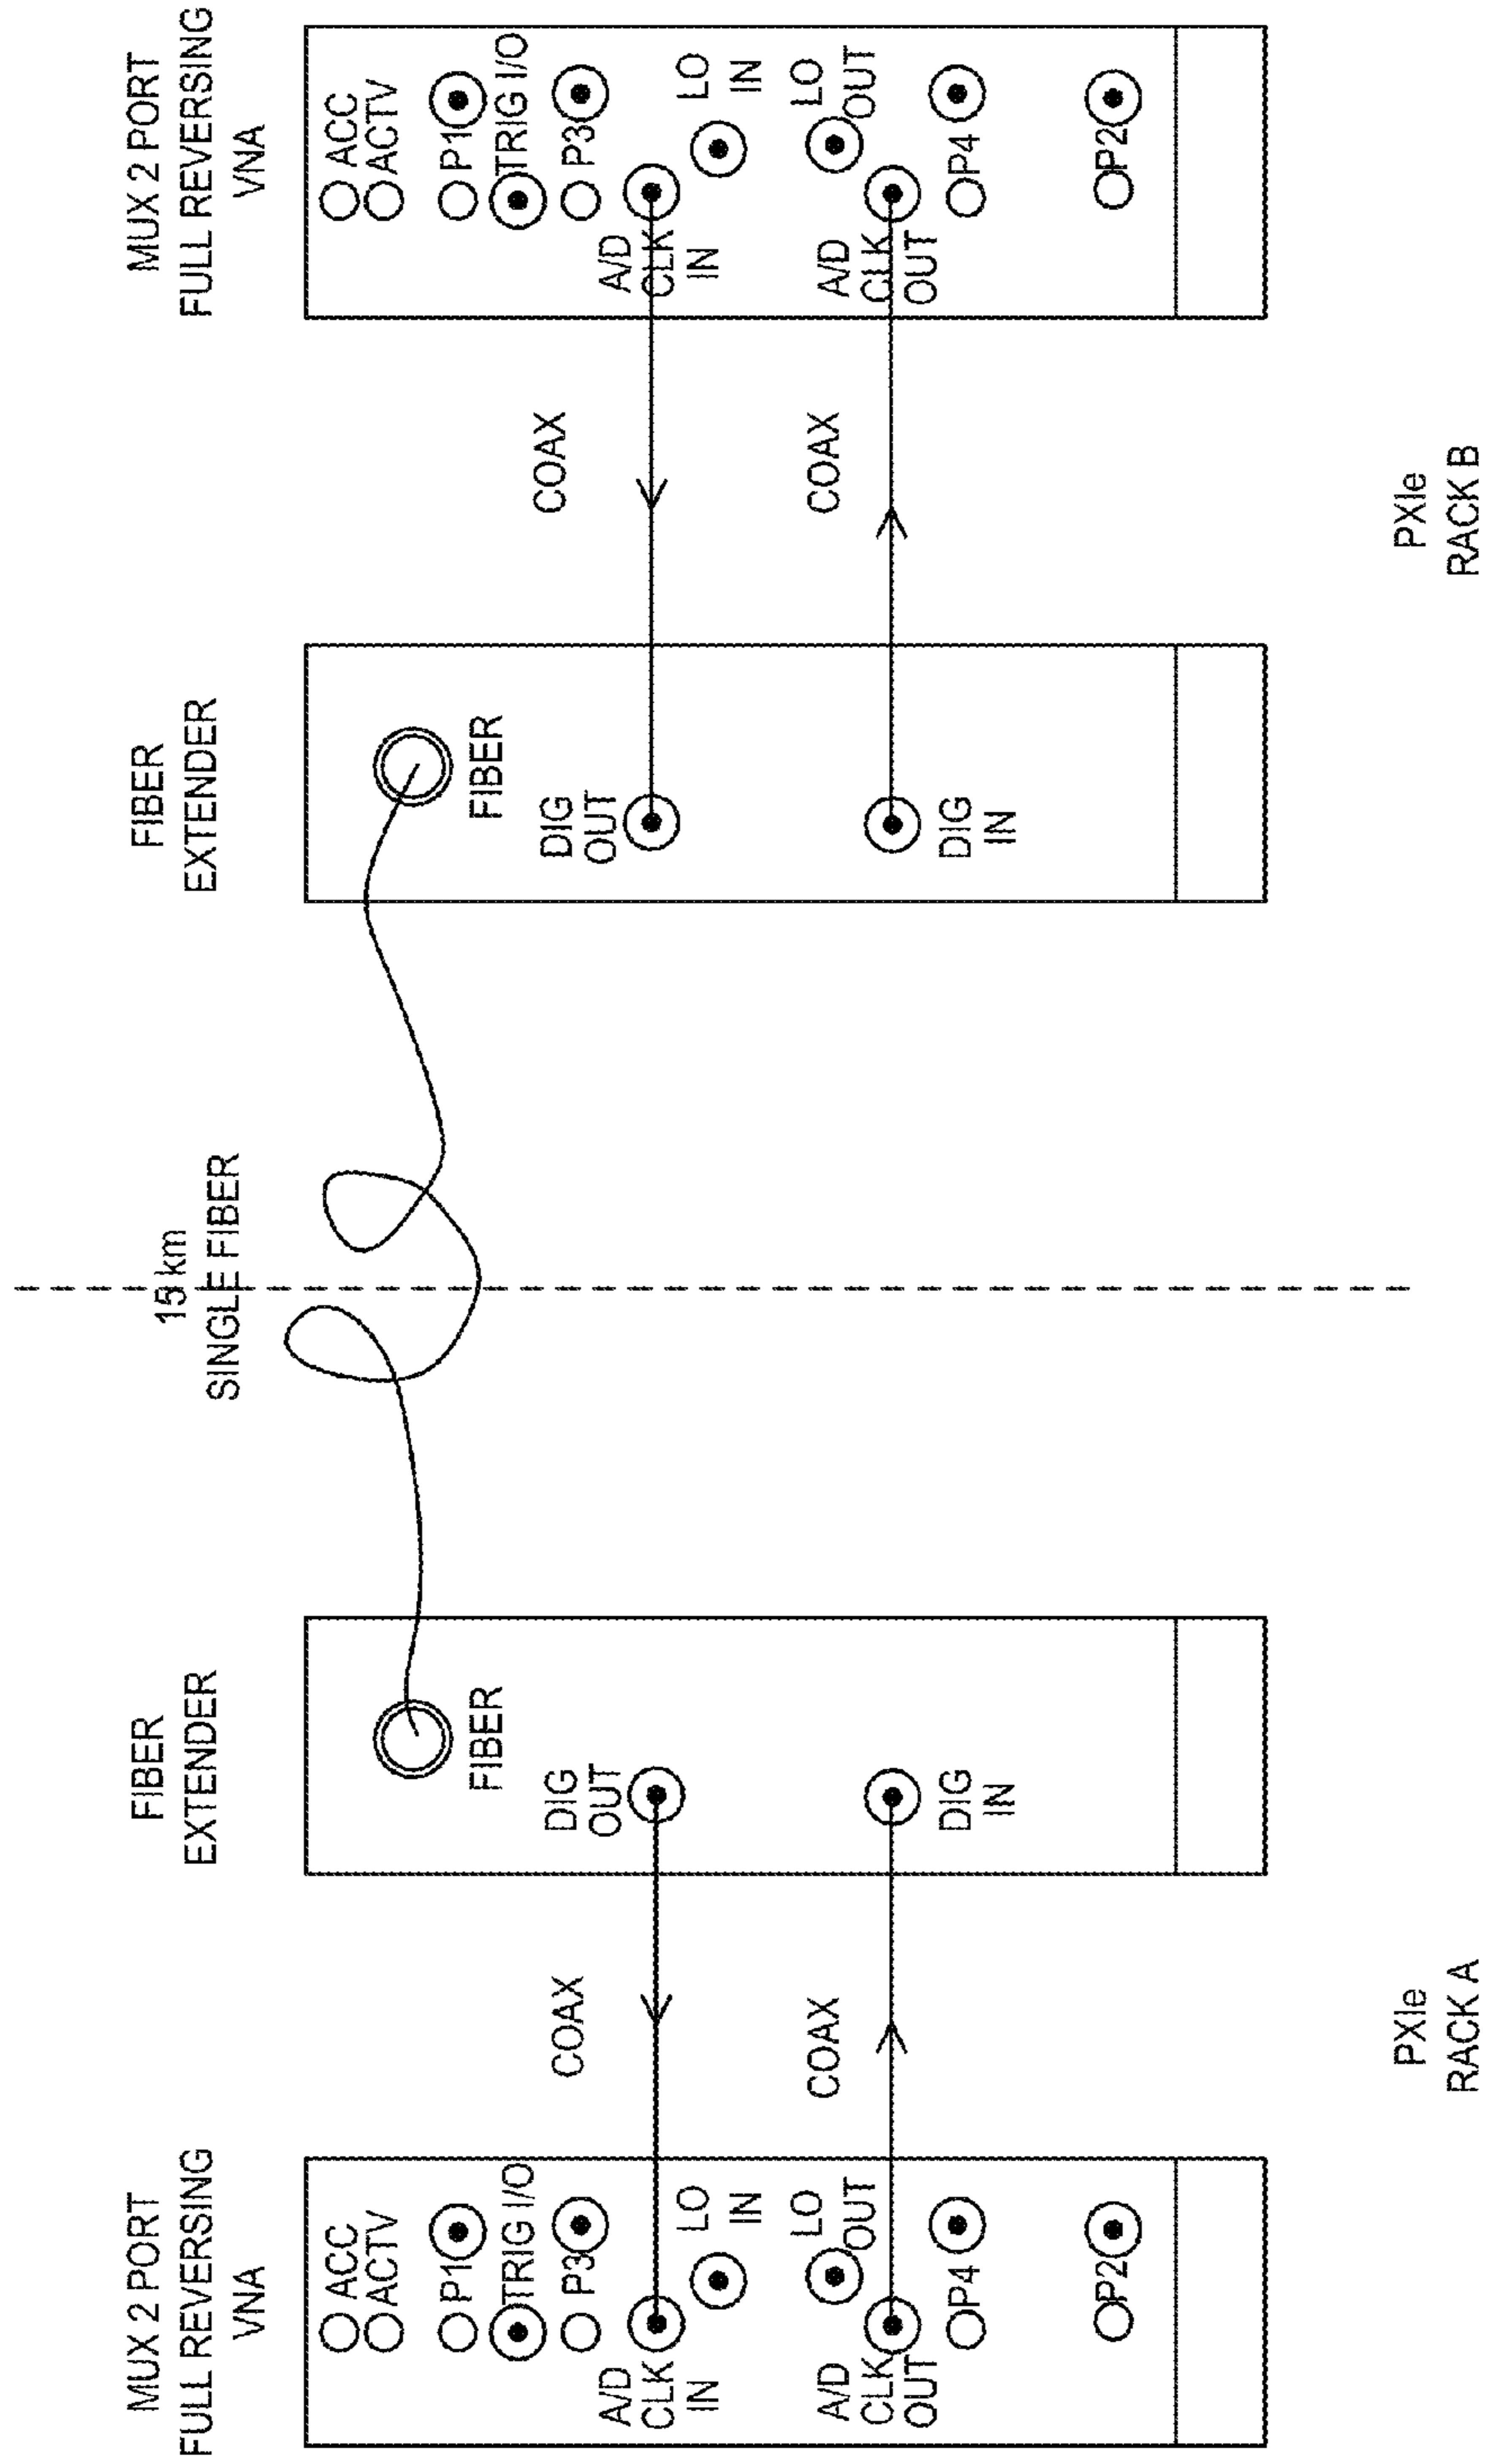 MUX 2 PORT
FULL REVERSING
VNA
ACC
ACTV
P1
TRIG I/O
P3
A/D
CLK
IN
LO
IN
LO
OUT
A/D
CLK
OUT
P4
P2
COAX
COAX
FIBER
EXTENDER
FIBER
DIG
OUT
DIG
IN
PXIe
RACK A
15 km
SINGLE FIBER
FIBER
EXTENDER
FIBER
DIG
OUT
DIG
IN
COAX
COAX
PXIe
RACK B
MUX 2 PORT
FULL REVERSING
VNA
ACC
ACTV
P1
TRIG I/O
P3
A/D
CLK
IN
LO
IN
LO
OUT
A/D
CLK
OUT
P4
P2